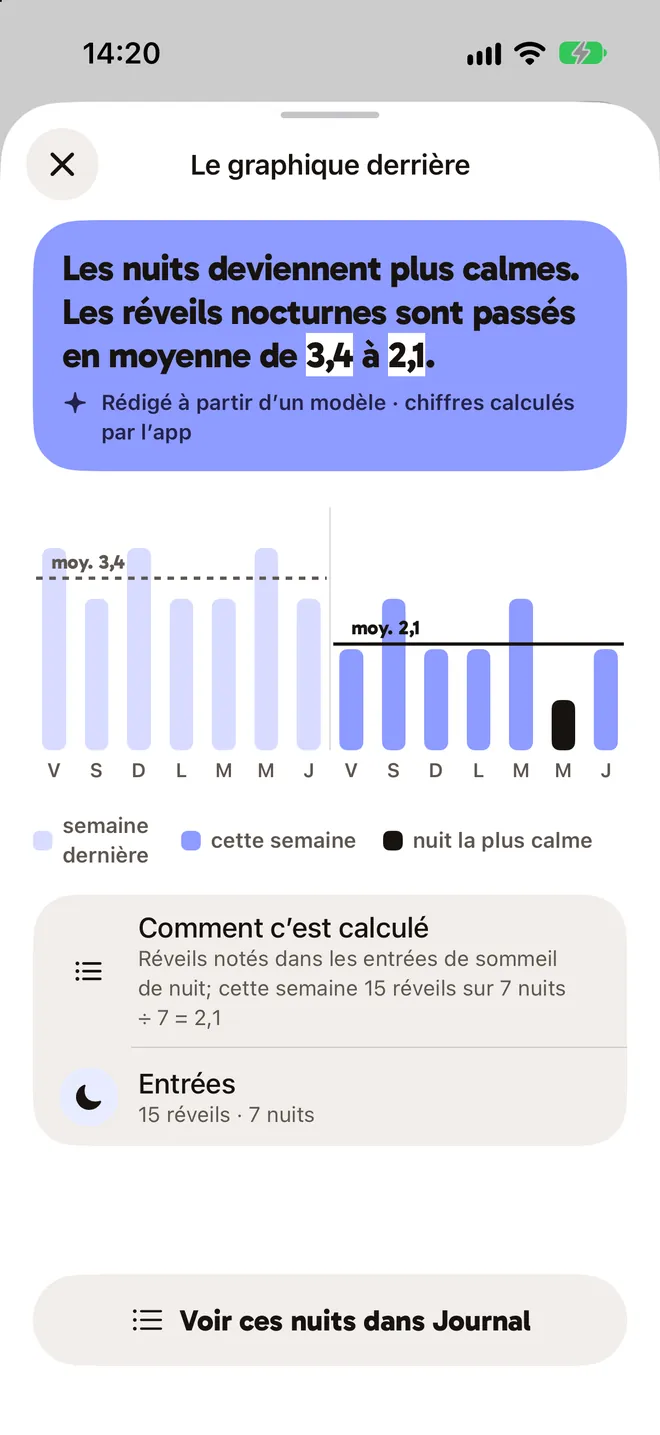 14:20
Le graphique derrière
Les nuits deviennent plus calmes.
Les réveils nocturnes sont passés
en moyenne de 3,4 à 2,1.
Rédigé à partir d’un modèle · chiffres calculés
par l’app
moy. 3,4
moy. 2,1
V S D L M M J V S D L M M J
semaine
dernière
cette semaine
nuit la plus calme
Comment c’est calculé
Réveils notés dans les entrées de sommeil
de nuit; cette semaine 15 réveils sur 7 nuits
÷ 7 = 2,1
Entrées
15 réveils · 7 nuits
Voir ces nuits dans Journal